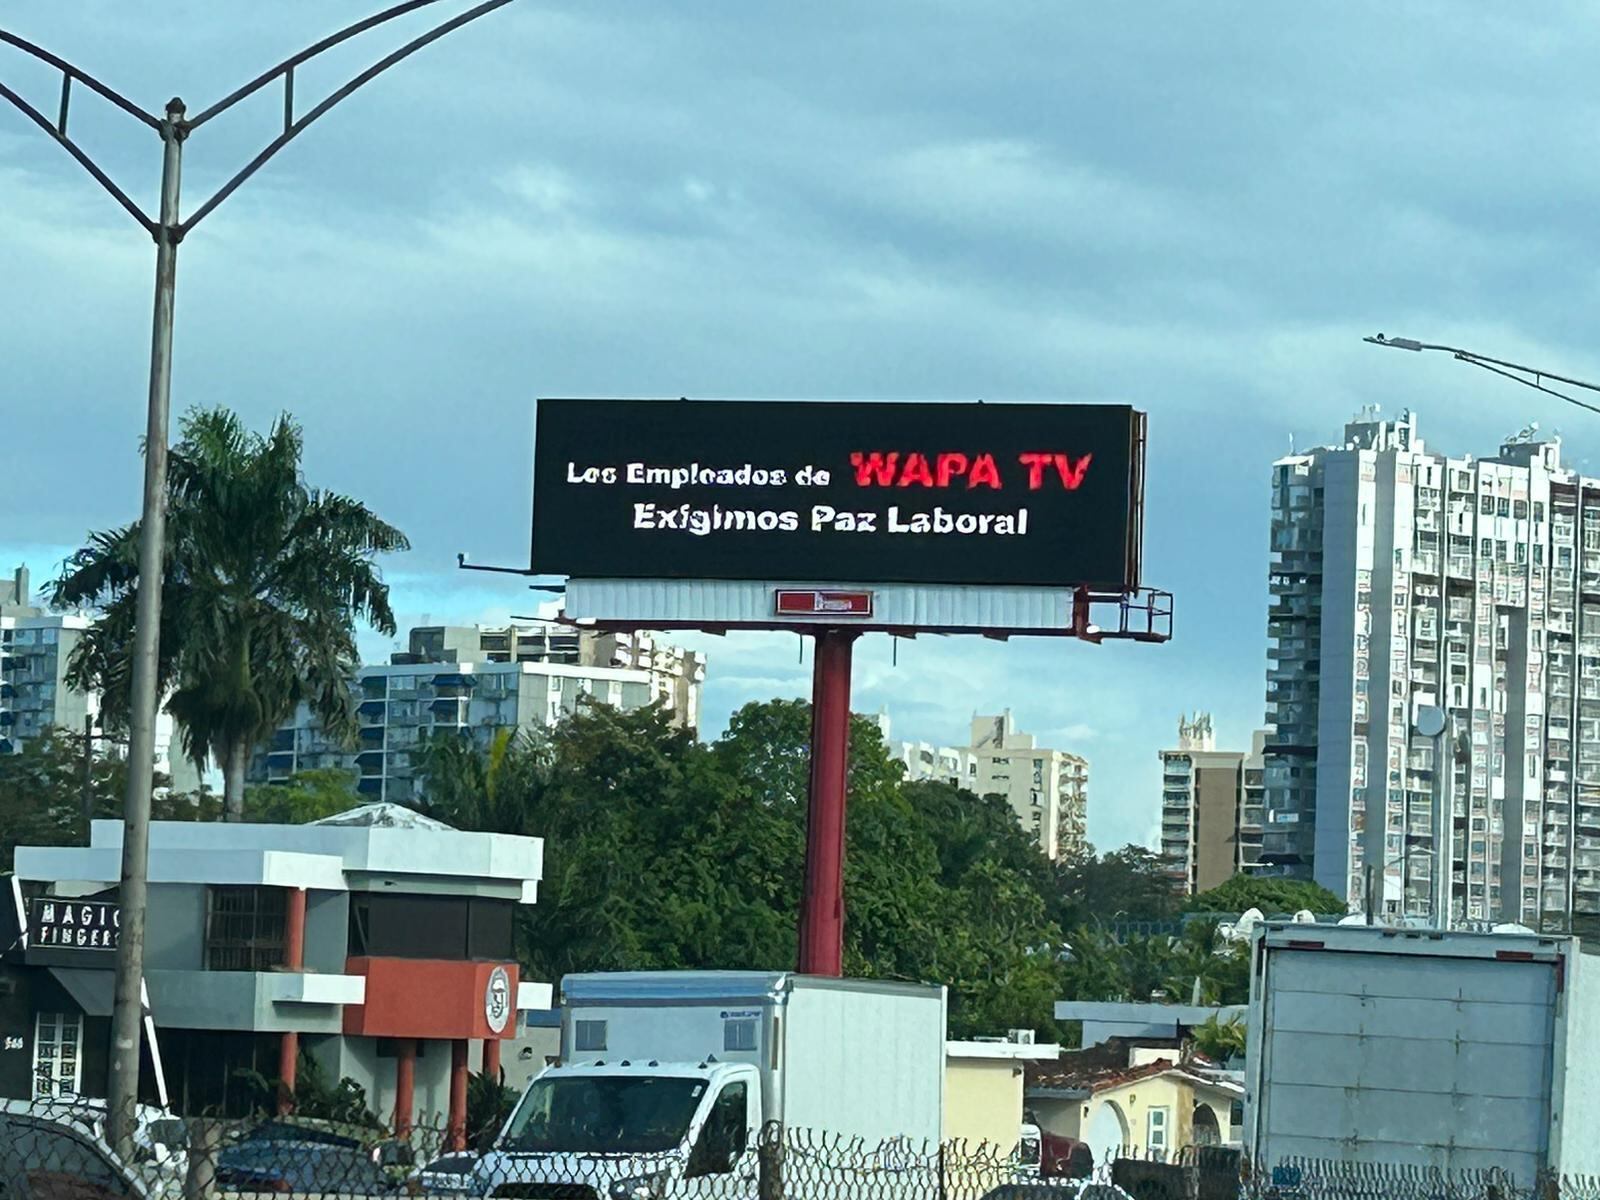 Los Empleados de WAPA TV
Exigimos Paz Laboral
MAGIC
FINGERS